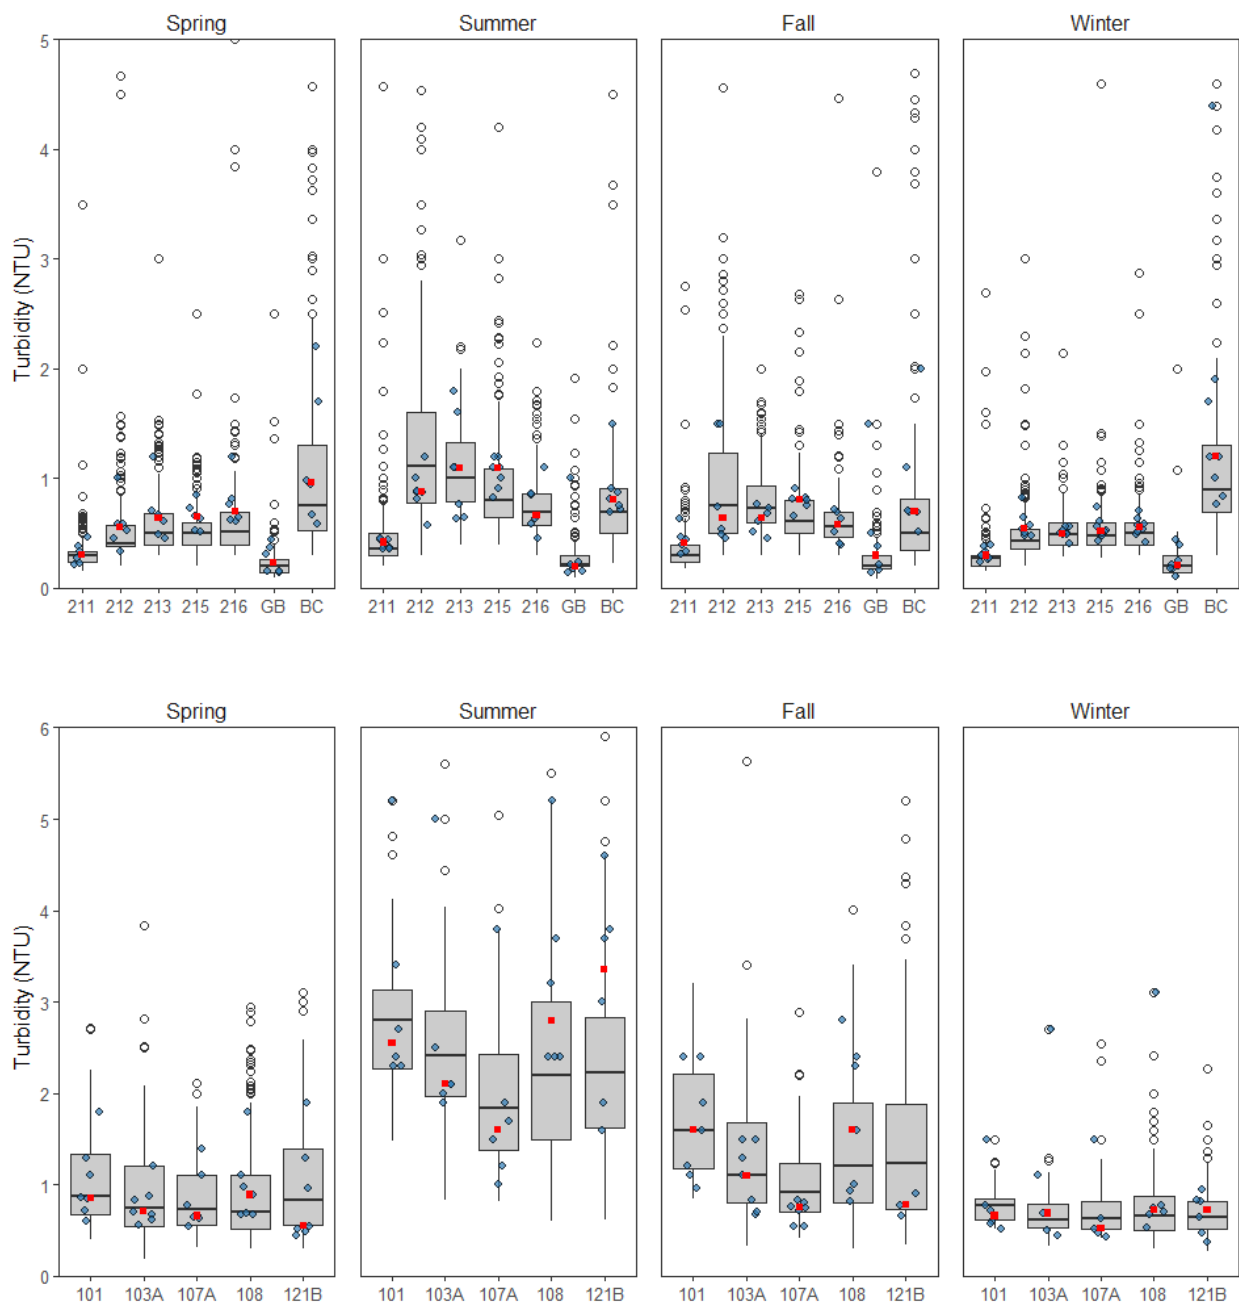 Spring Summer Fall Winter
5
4
3
2
1
0
Turbidity (NTU)
211 212 213 215 216 GB BC 211 212 213 215 216 GB BC 211 212 213 215 216 GB BC 211 212 213 215 216 GB BC
Spring Summer Fall Winter
6
5
4
3
2
1
0
Turbidity (NTU)
101 103A 107A 108 121B 101 103A 107A 108 121B 101 103A 107A 108 121B 101 103A 107A 108 121B